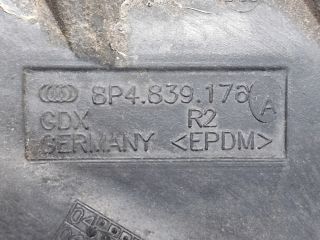 8P4.839.176 A
GDX R2
GERMANY <EPDM>